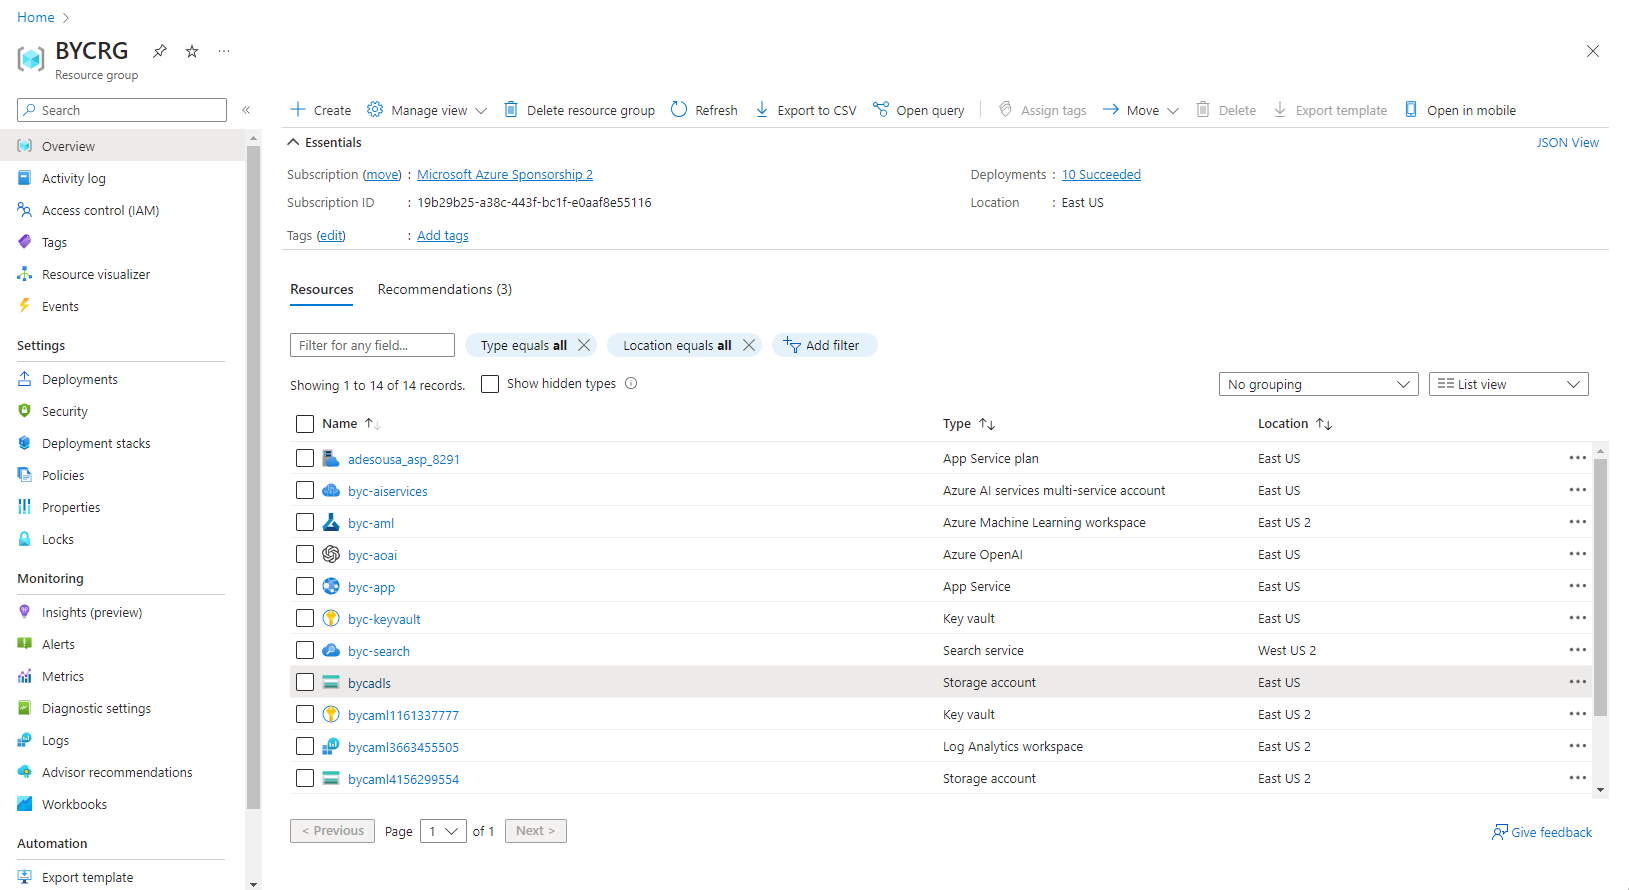 Home
BYCRG
Resource group
Search
Overview
Activity log
Access control (IAM)
Tags
Resource visualizer
Events
Settings
Deployments
Security
Deployment stacks
Policies
Properties
Locks
Monitoring
Insights (preview)
Alerts
Metrics
Diagnostic settings
Logs
Advisor recommendations
Workbooks
Automation
Export template
Create Manage view Delete resource group Refresh Export to CSV Open query Assign tags Move Delete Export template Open in mobile
Essentials JSON View
Subscription (move) : Microsoft Azure Sponsorship 2 Deployments : 10 Succeeded
Subscription ID : 19b29b25-a38c-443f-bc1f-e0aaf8e55116 Location : East US
Tags (edit) : Add tags
Resources Recommendations (3)
Filter for any field... Type equals all Location equals all Add filter
Showing 1 to 14 of 14 records. Show hidden types No grouping List view
Name Type Location
adesousa_asp_8291 App Service plan East US
byc-aiservices Azure AI services multi-service account East US
byc-aml Azure Machine Learning workspace East US 2
byc-aoai Azure OpenAI East US
byc-app App Service East US
byc-keyvault Key vault East US
byc-search Search service West US 2
bycadls Storage account East US
bycaml1161337777 Key vault East US 2
bycaml3663455505 Log Analytics workspace East US 2
bycaml4156299554 Storage account East US 2
< Previous Page 1 of 1 Next > Give feedback